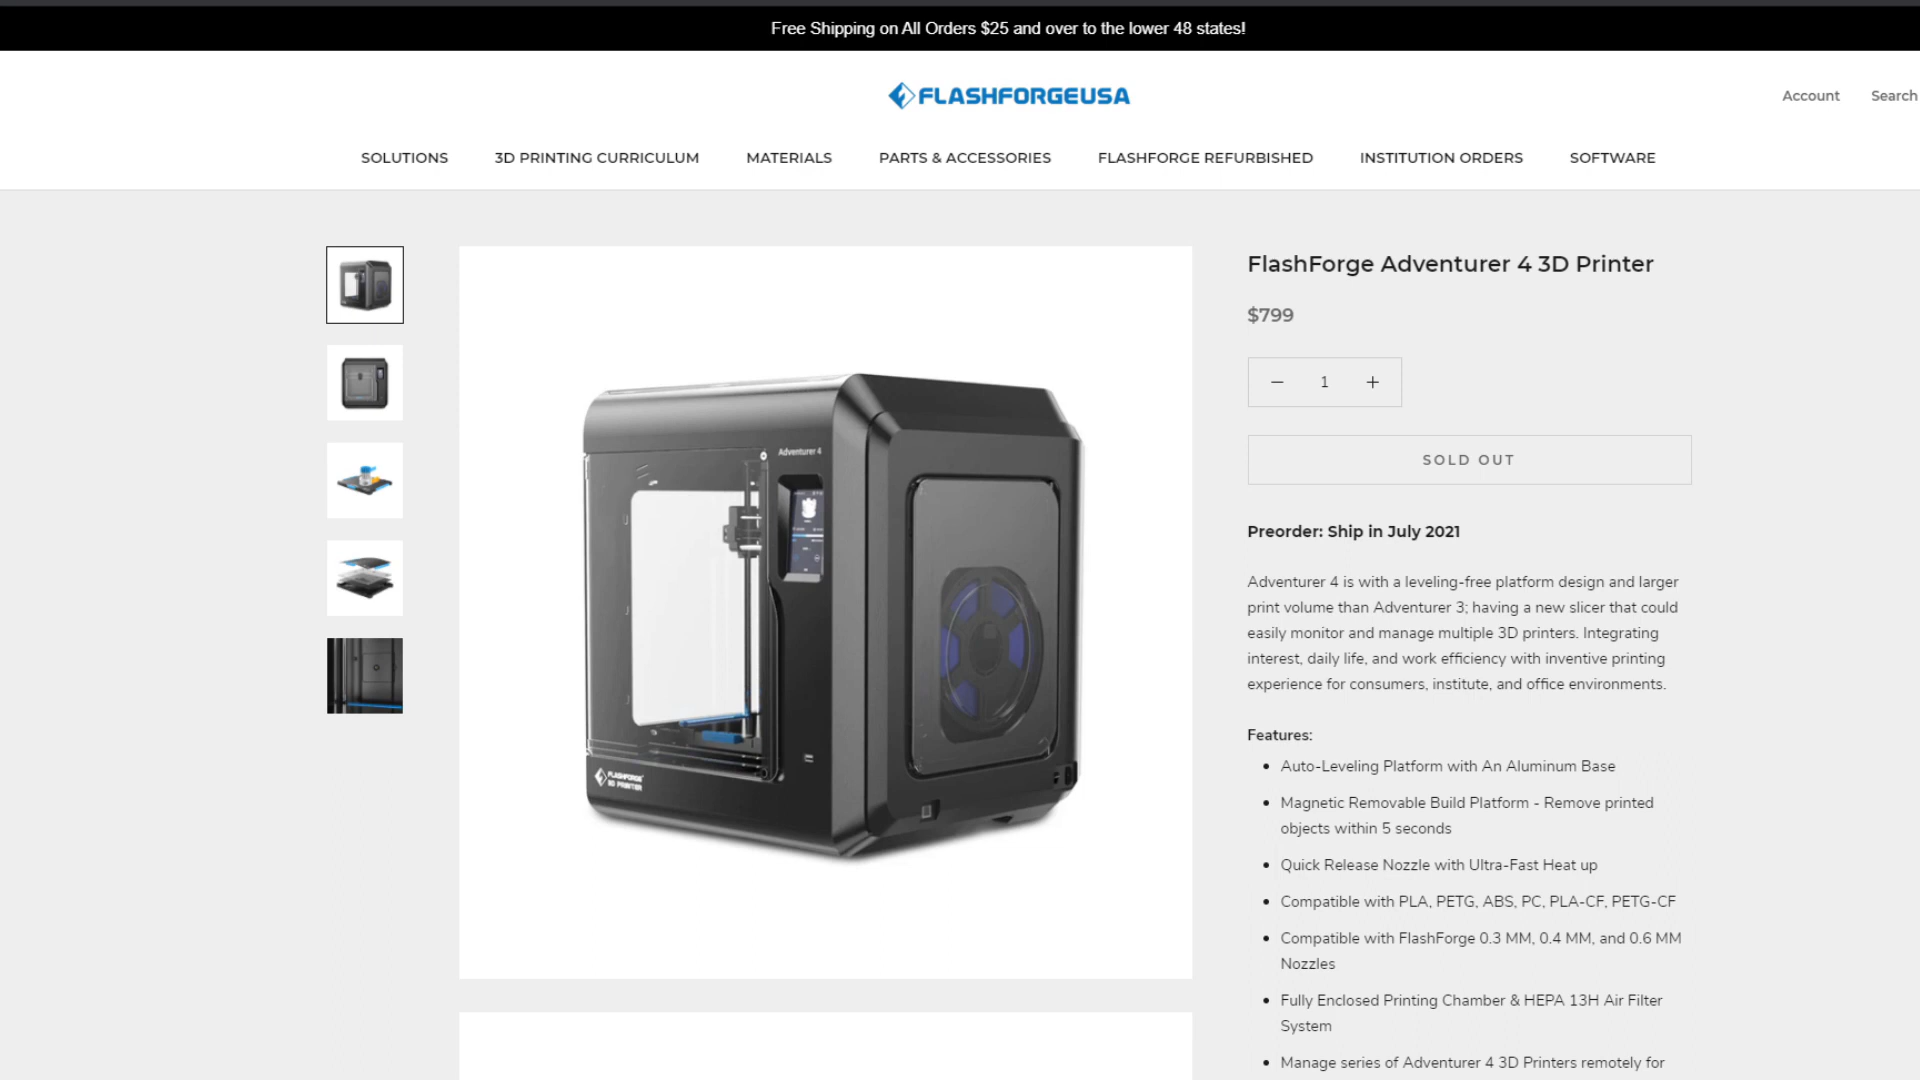 Free Shipping on All Orders $25 and over to the lower 48 states!
FLASHFORGEUSA
Account
Search
SOLUTIONS
3D PRINTING CURRICULUM
MATERIALS
PARTS & ACCESSORIES
FLASHFORGE REFURBISHED
INSTITUTION ORDERS
SOFTWARE
FlashForge Adventurer 4 3D Printer
$799
− 1 +
SOLD OUT
Preorder: Ship in July 2021
Adventurer 4 is with a leveling-free platform design and larger
print volume than Adventurer 3; having a new slicer that could
easily monitor and manage multiple 3D printers. Integrating
interest, daily life, and work efficiency with inventive printing
experience for consumers, institute, and office environments.
Features:
• Auto-Leveling Platform with An Aluminum Base
• Magnetic Removable Build Platform - Remove printed
objects within 5 seconds
• Quick Release Nozzle with Ultra-Fast Heat up
• Compatible with PLA, PETG, ABS, PC, PLA-CF, PETG-CF
• Compatible with FlashForge 0.3 MM, 0.4 MM, and 0.6 MM
Nozzles
• Fully Enclosed Printing Chamber & HEPA 13H Air Filter
System
• Manage series of Adventurer 4 3D Printers remotely for
Adventurer 4
FLASHFORGE
3D PRINTER